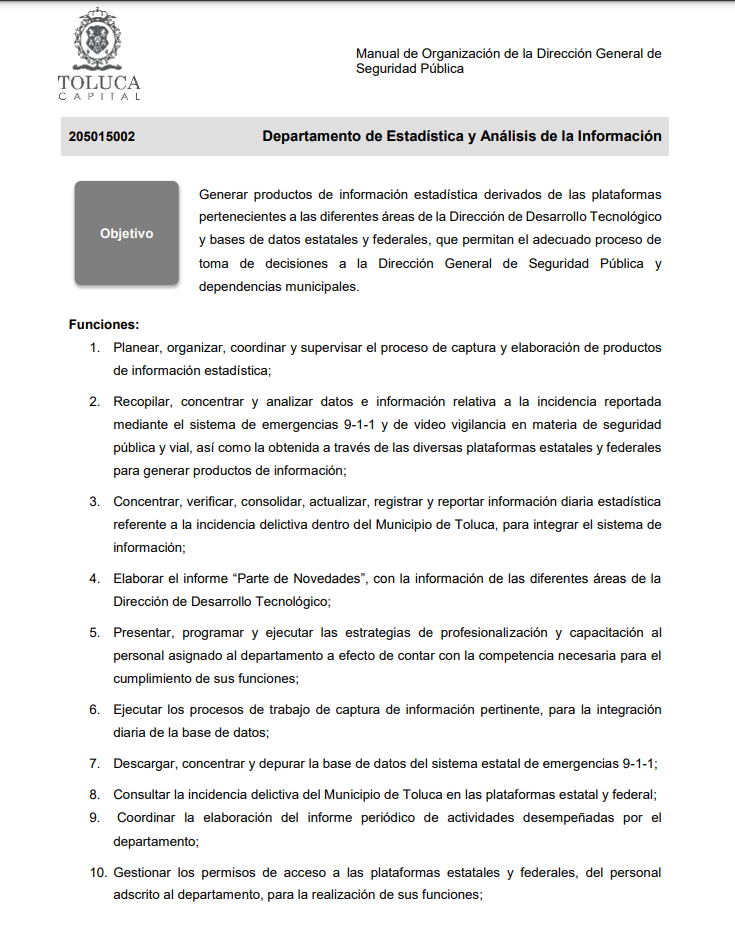 TOLUCA
CAPITAL
Manual de Organización de la Dirección General de
Seguridad Pública
205015002 Departamento de Estadística y Análisis de la Información
Objetivo
Generar productos de información estadística derivados de las plataformas
pertenecientes a las diferentes áreas de la Dirección de Desarrollo Tecnológico
y bases de datos estatales y federales, que permitan el adecuado proceso de
toma de decisiones a la Dirección General de Seguridad Pública y
dependencias municipales.
Funciones:
1. Planear, organizar, coordinar y supervisar el proceso de captura y elaboración de productos
de información estadística;
2. Recopilar, concentrar y analizar datos e información relativa a la incidencia reportada
mediante el sistema de emergencias 9-1-1 y de video vigilancia en materia de seguridad
pública y vial, así como la obtenida a través de las diversas plataformas estatales y federales
para generar productos de información;
3. Concentrar, verificar, consolidar, actualizar, registrar y reportar información diaria estadística
referente a la incidencia delictiva dentro del Municipio de Toluca, para integrar el sistema de
información;
4. Elaborar el informe “Parte de Novedades”, con la información de las diferentes áreas de la
Dirección de Desarrollo Tecnológico;
5. Presentar, programar y ejecutar las estrategias de profesionalización y capacitación al
personal asignado al departamento a efecto de contar con la competencia necesaria para el
cumplimiento de sus funciones;
6. Ejecutar los procesos de trabajo de captura de información pertinente, para la integración
diaria de la base de datos;
7. Descargar, concentrar y depurar la base de datos del sistema estatal de emergencias 9-1-1;
8. Consultar la incidencia delictiva del Municipio de Toluca en las plataformas estatal y federal;
9. Coordinar la elaboración del informe periódico de actividades desempeñadas por el
departamento;
10. Gestionar los permisos de acceso a las plataformas estatales y federales, del personal
adscrito al departamento, para la realización de sus funciones;